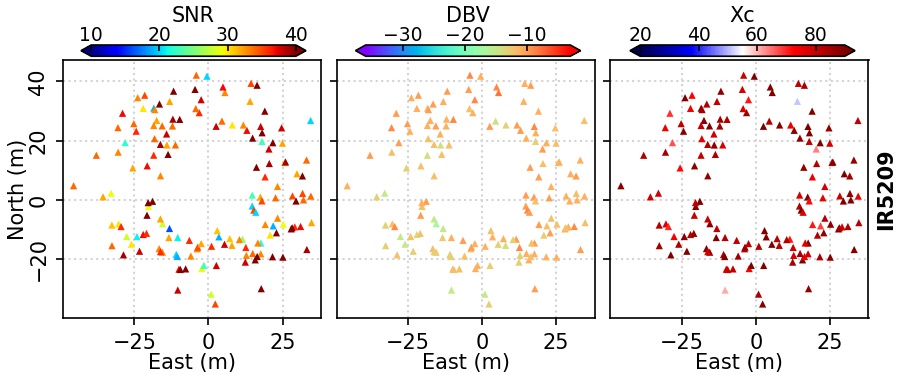 SNR DBV Xc
10 20 30 40 −30 −20 −10 20 40 60 80
40
20
0
−20
North (m)
IR5209
−25 0 25 −25 0 25 −25 0 25
East (m) East (m) East (m)